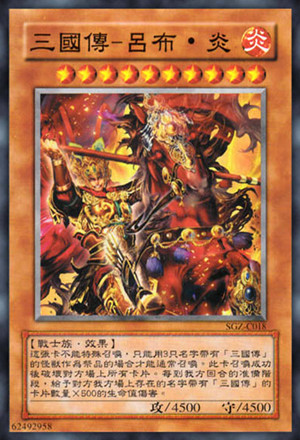 三國傳-呂布・炎 炎
SGZ-C018
【戰士族・效果】
這張卡不能特殊召喚，只能用3只名字帶有「三國傳」
的怪獸作為祭品的場合才能通常召喚。此卡召喚成功
後破壞對方場上所有卡片。每到我方回合的準備階
段，給予對方我方場上存在的名字帶有「三國傳」的
卡片數量×600的生命值傷害。
攻/4500 守/4500
62492958